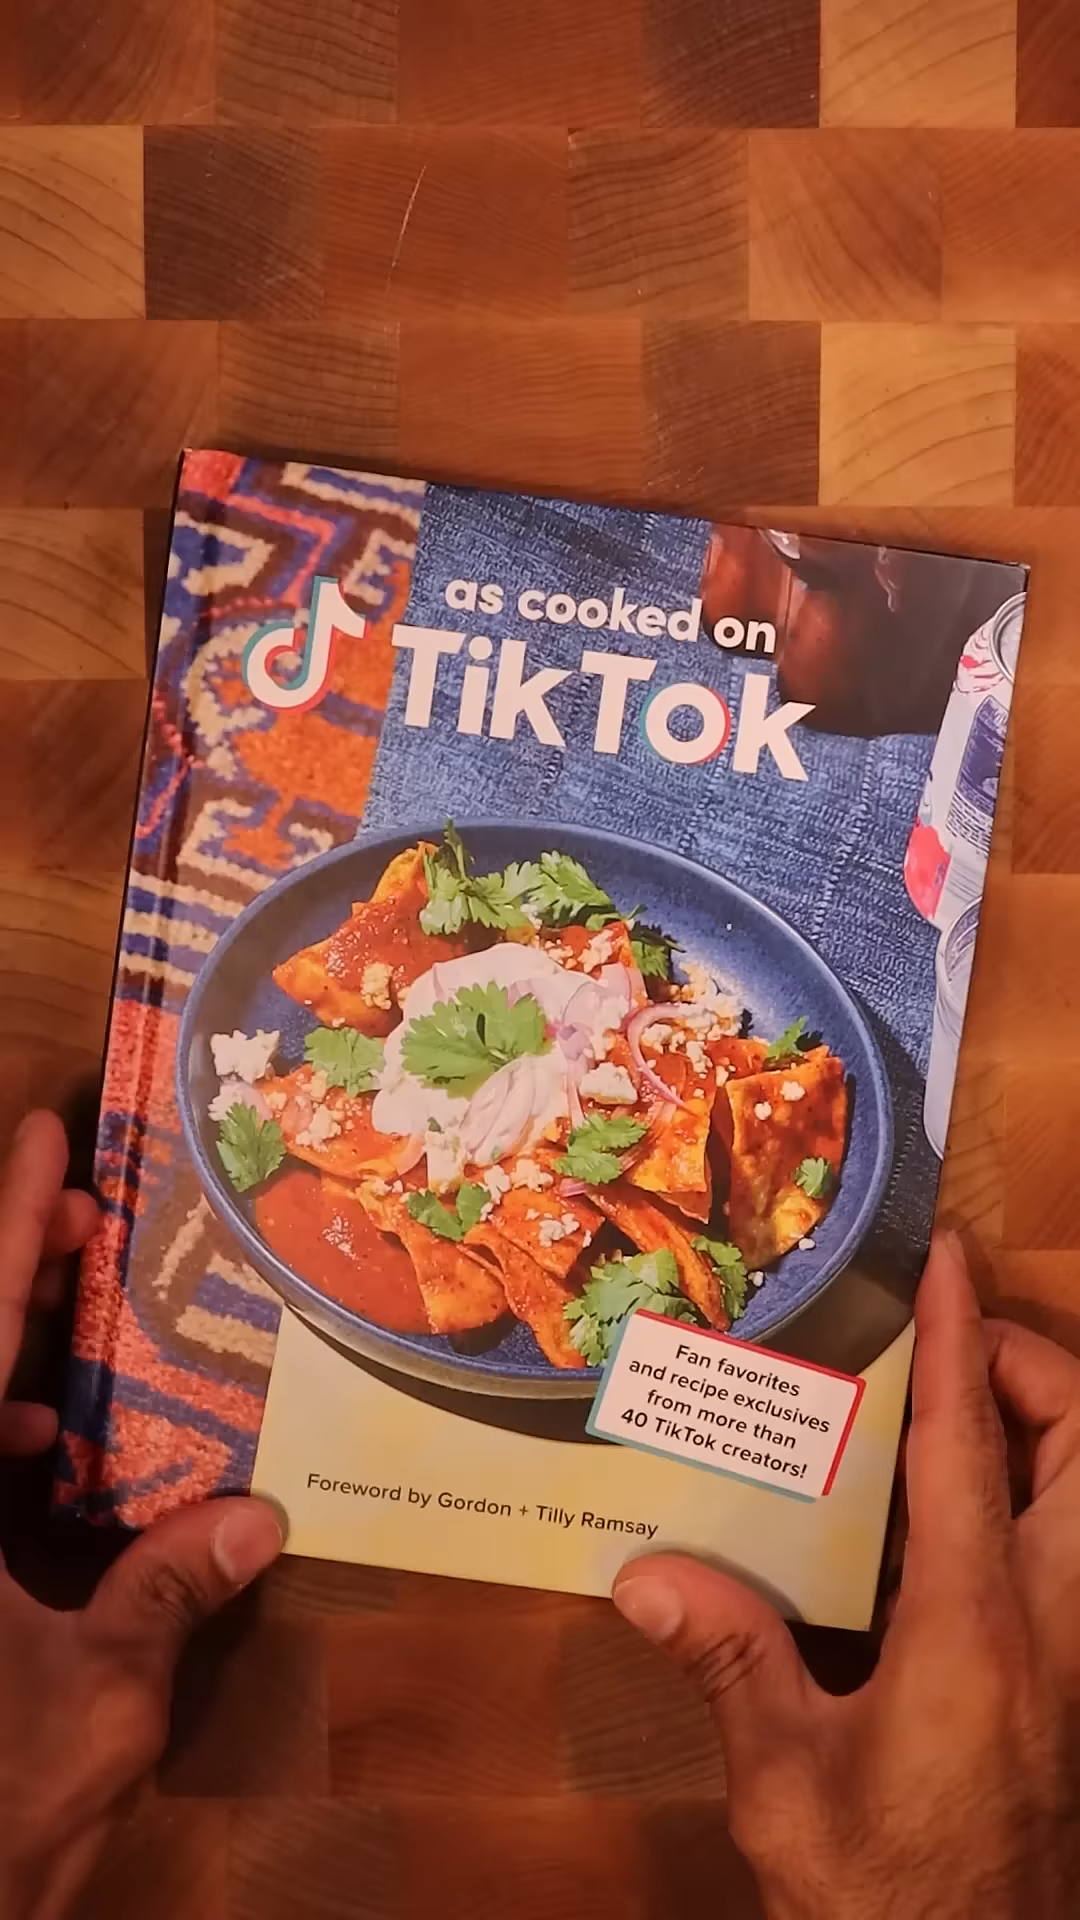 as cooked on
TikTok
Fan favorites
and recipe exclusives
from more than
40 TikTok creators!
Foreword by Gordon + Tilly Ramsay